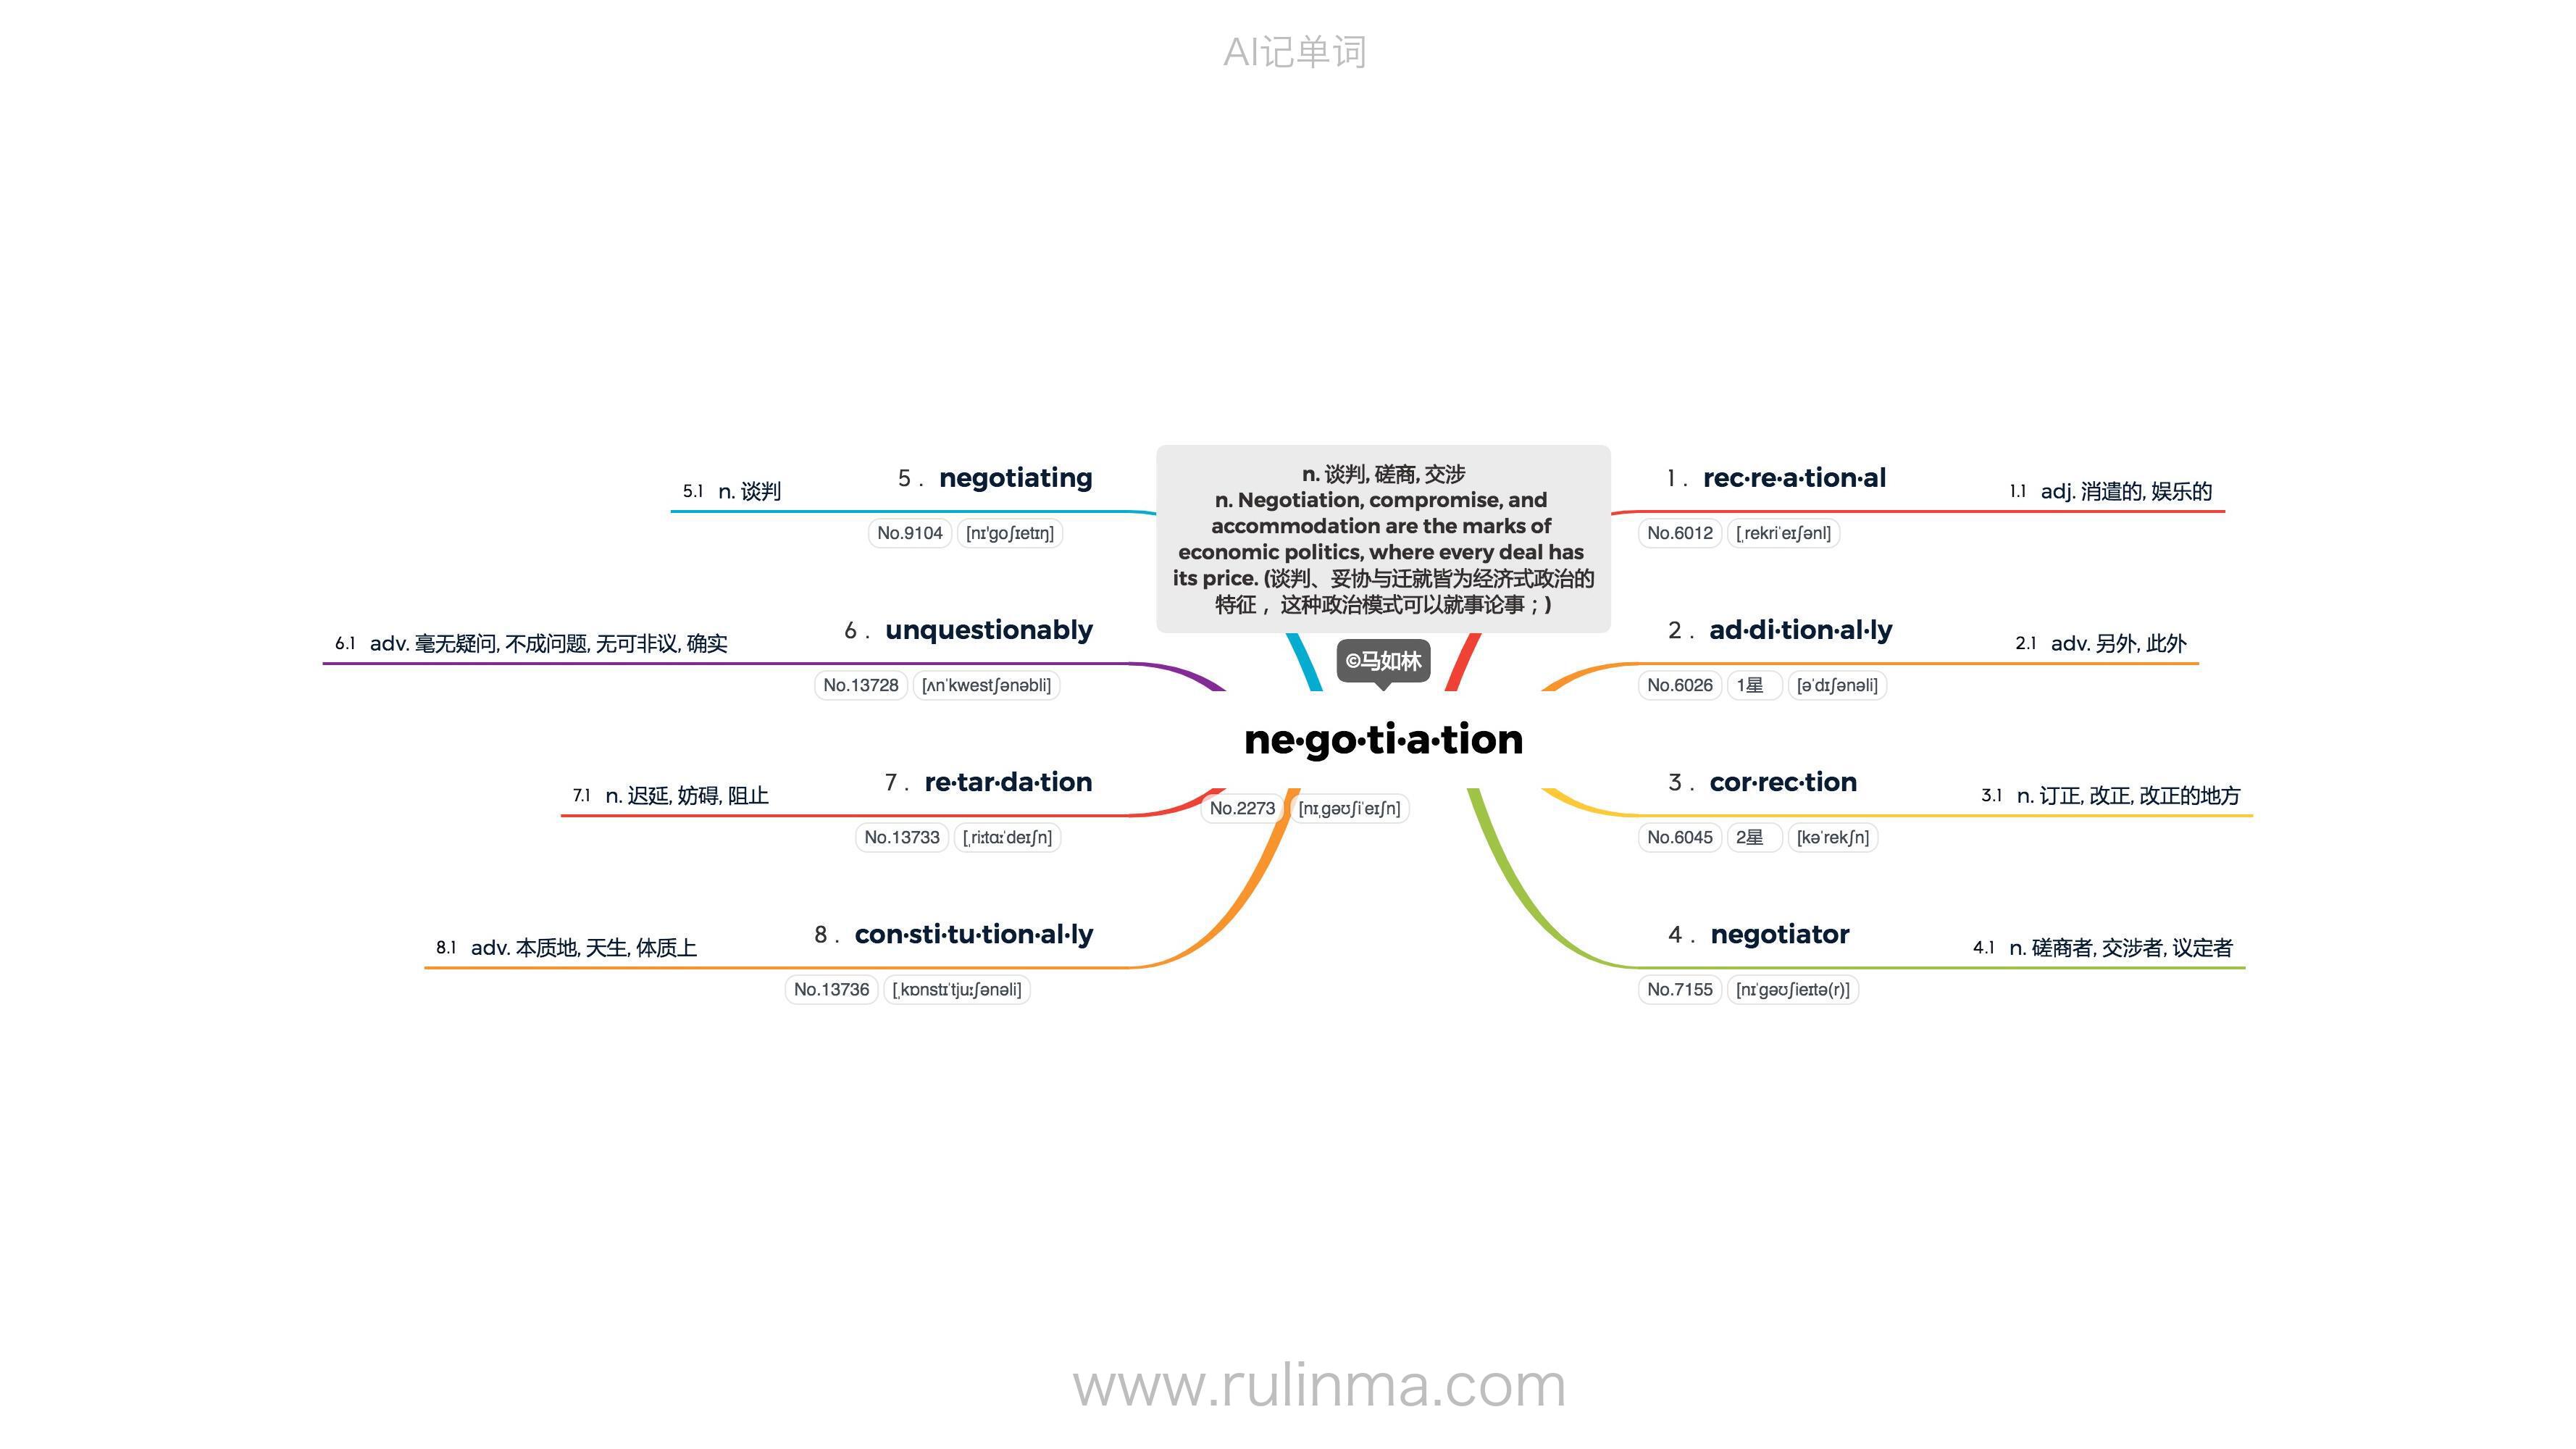 AI记单词
n. 谈判, 磋商, 交涉
n. Negotiation, compromise, and
accommodation are the marks of
economic politics, where every deal has
its price. (谈判、妥协与迁就皆为经济式政治的
特征， 这种政治模式可以就事论事；)
©马如林
ne·go·ti·a·tion
No.2273 [nɪˌgəʊʃiˈeɪʃn]
1 . rec·re·a·tion·al
1.1 adj. 消遣的, 娱乐的
No.6012 [ˌrekriˈeɪʃənl]
2 . ad·di·tion·al·ly
2.1 adv. 另外, 此外
No.6026 1星 [əˈdɪʃənəli]
3 . cor·rec·tion
3.1 n. 订正, 改正, 改正的地方
No.6045 2星 [kəˈrekʃn]
4 . negotiator
4.1 n. 磋商者, 交涉者, 议定者
No.7155 [nɪˈgəʊʃieɪtə(r)]
5 . negotiating
5.1 n. 谈判
No.9104 [nɪ'goʃɪetɪŋ]
6 . unquestionably
6.1 adv. 毫无疑问, 不成问题, 无可非议, 确实
No.13728 [ʌnˈkwestʃənəbli]
7 . re·tar·da·tion
7.1 n. 迟延, 妨碍, 阻止
No.13733 [ˌriːtɑːˈdeɪʃn]
8 . con·sti·tu·tion·al·ly
8.1 adv. 本质地, 天生, 体质上
No.13736 [ˌkɒnstɪˈtjuːʃənəli]
www.rulinma.com